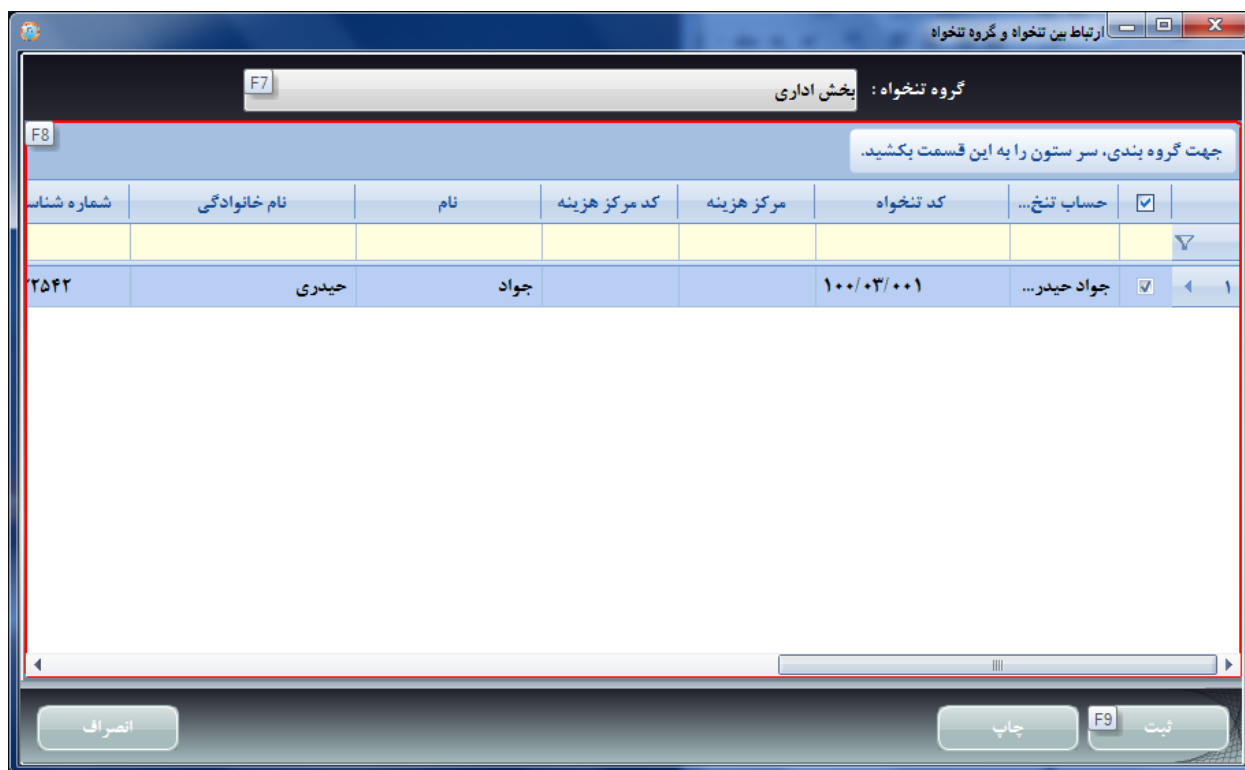 ارتباط بین تنخواه و گروه تنخواه
گروه تنخواه : بخش اداری F7
F8
جهت گروه بندی، سر ستون را به این قسمت بکشید.
حساب تنخ... کد تنخواه مرکز هزینه کد مرکز هزینه نام نام خانوادگی شماره شناس
۱ جواد حیدر... ۱۰۰/۰۳/۰۰۱ جواد حیدری ۲۵۴۲
ثبت F9 چاپ انصراف